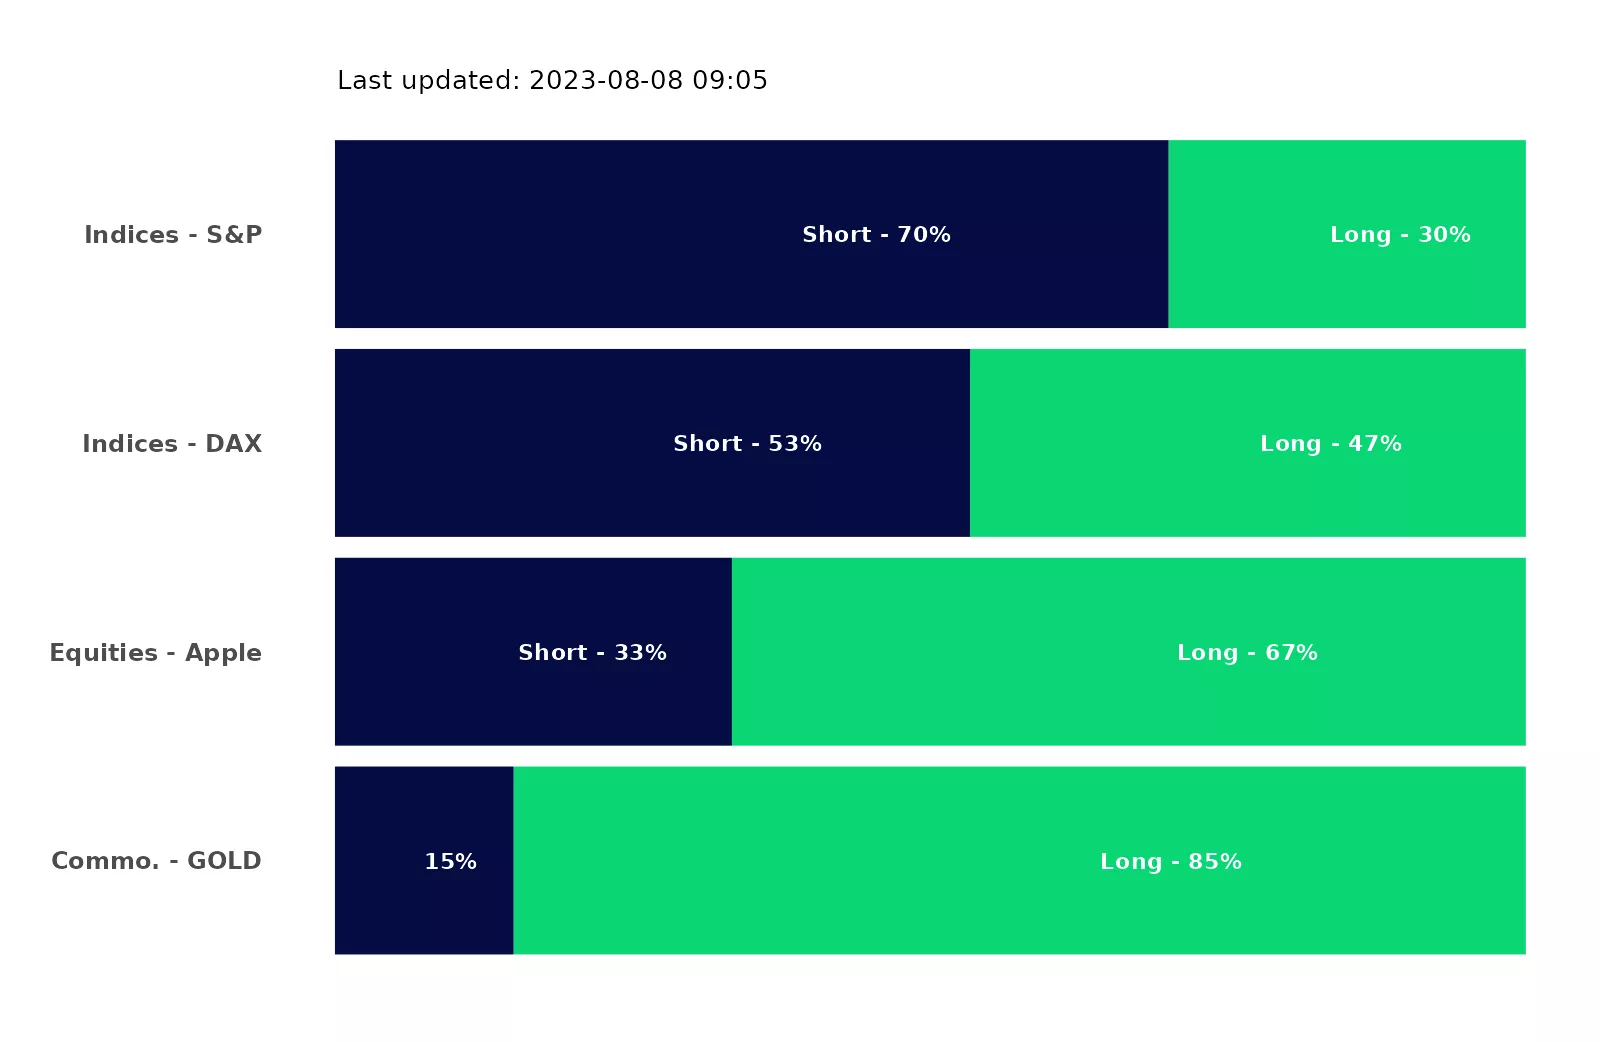 Last updated: 2023-08-08 09:05
Indices - S&P
Short - 70%
Long - 30%
Indices - DAX
Short - 53%
Long - 47%
Equities - Apple
Short - 33%
Long - 67%
Commo. - GOLD
15%
Long - 85%